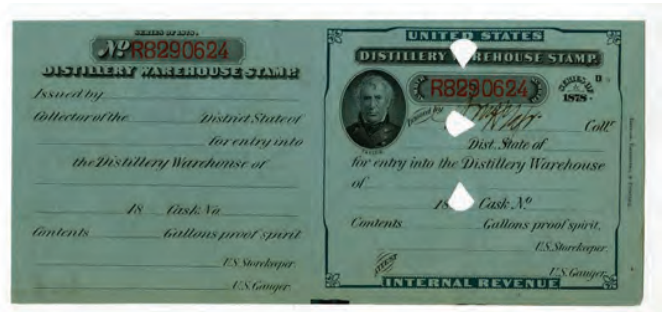 SERIES OF 1878.
No R8290624
DISTILLERY WAREHOUSE STAMP.
Issued by
Collector of the District State of
for entry into
the Distillery Warehouse of
18 Cask No.
Contents Gallons proof spirit
U.S. Storekeeper.
U.S. Gauger.
UNITED STATES
DISTILLERY WAREHOUSE STAMP.
R8290624
SERIES OF
1878.
D
Coll.r
Dist. State of
for entry into the Distillery Warehouse
of
18 Cask No
Contents Gallons proof spirit,
U.S. Storekeeper.
ATTEST
U.S. Gauger.
INTERNAL REVENUE